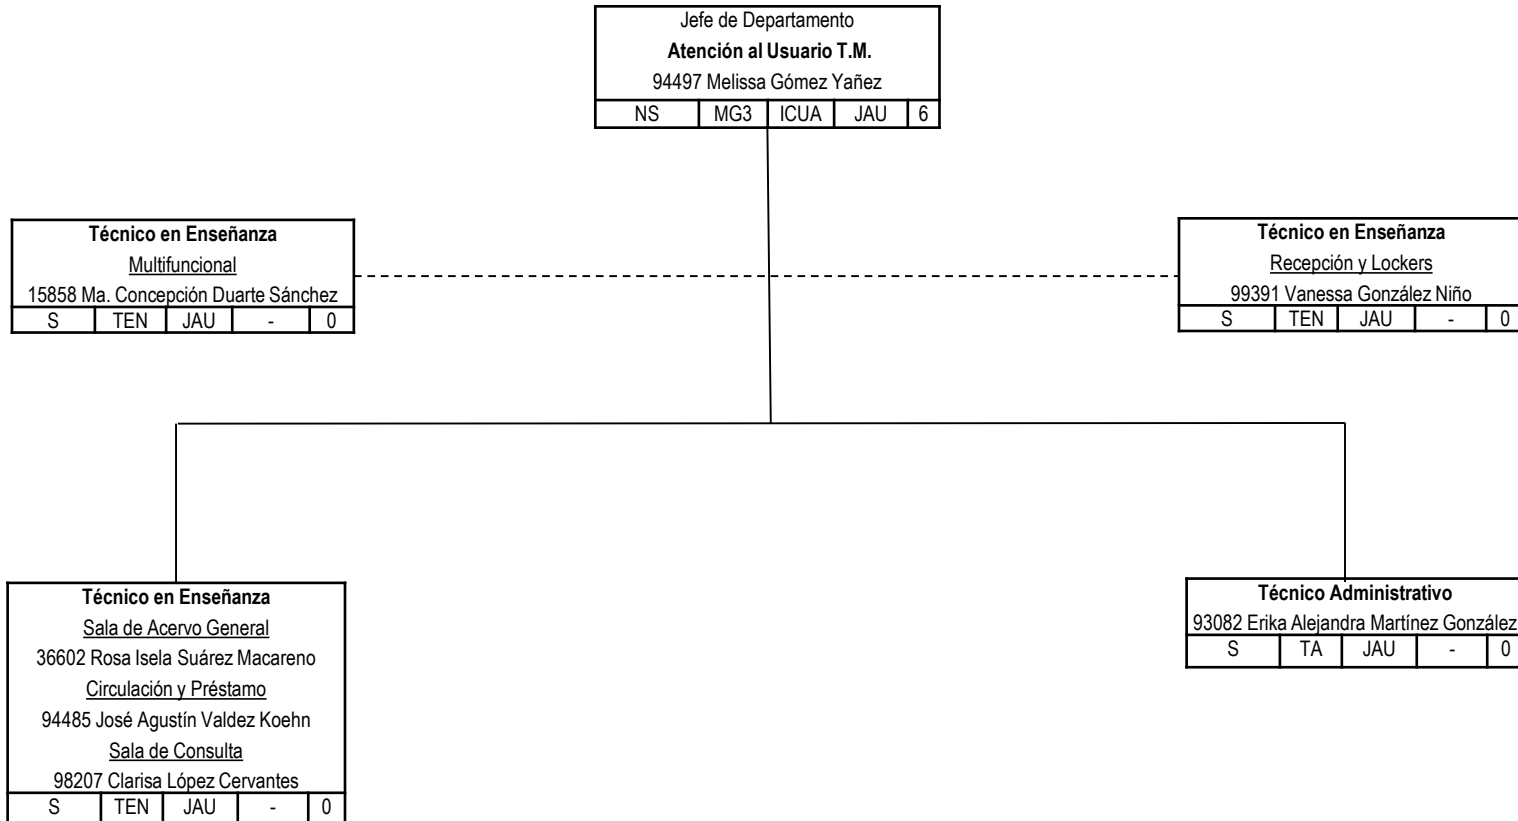 Jefe de Departamento
Atención al Usuario T.M.
94497 Melissa Gómez Yañez
NS MG3 ICUA JAU 6
Técnico en Enseñanza
Multifuncional
15858 Ma. Concepción Duarte Sánchez
S TEN JAU - 0
Técnico en Enseñanza
Recepción y Lockers
99391 Vanessa González Niño
S TEN JAU - 0
Técnico en Enseñanza
Sala de Acervo General
36602 Rosa Isela Suárez Macareno
Circulación y Préstamo
94485 José Agustín Valdez Koehn
Sala de Consulta
98207 Clarisa López Cervantes
S TEN JAU - 0
Técnico Administrativo
93082 Erika Alejandra Martínez González
S TA JAU - 0